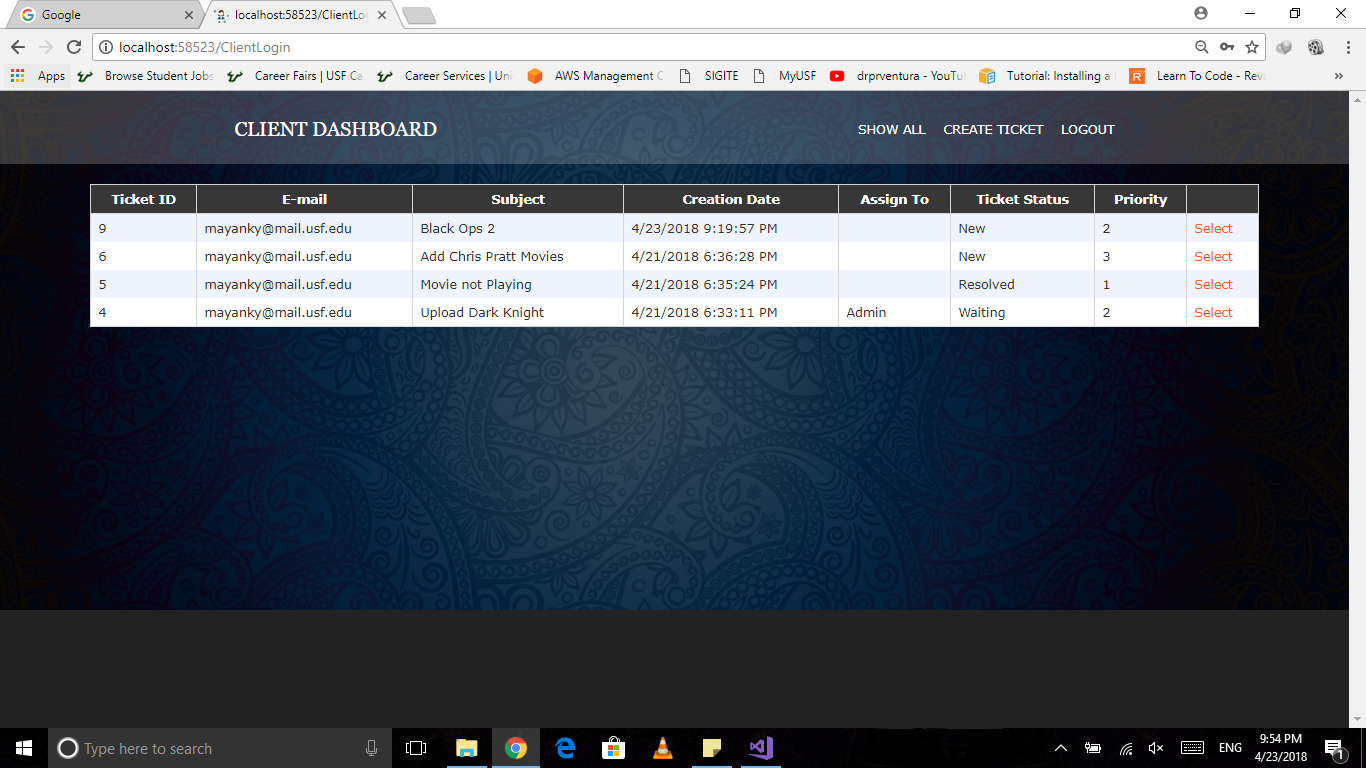 Google
localhost:58523/ClientLo
localhost:58523/ClientLogin
Apps Browse Student Jobs Career Fairs | USF Ca Career Services | Uni AWS Management C SIGITE MyUSF drprventura - YouTu Tutorial: Installing a Learn To Code - Reva »
CLIENT DASHBOARD SHOW ALL CREATE TICKET LOGOUT
Ticket ID E-mail Subject Creation Date Assign To Ticket Status Priority
9 mayanky@mail.usf.edu Black Ops 2 4/23/2018 9:19:57 PM New 2 Select
6 mayanky@mail.usf.edu Add Chris Pratt Movies 4/21/2018 6:36:28 PM New 3 Select
5 mayanky@mail.usf.edu Movie not Playing 4/21/2018 6:35:24 PM Resolved 1 Select
4 mayanky@mail.usf.edu Upload Dark Knight 4/21/2018 6:33:11 PM Admin Waiting 2 Select
Type here to search
ENG
9:54 PM
4/23/2018
1